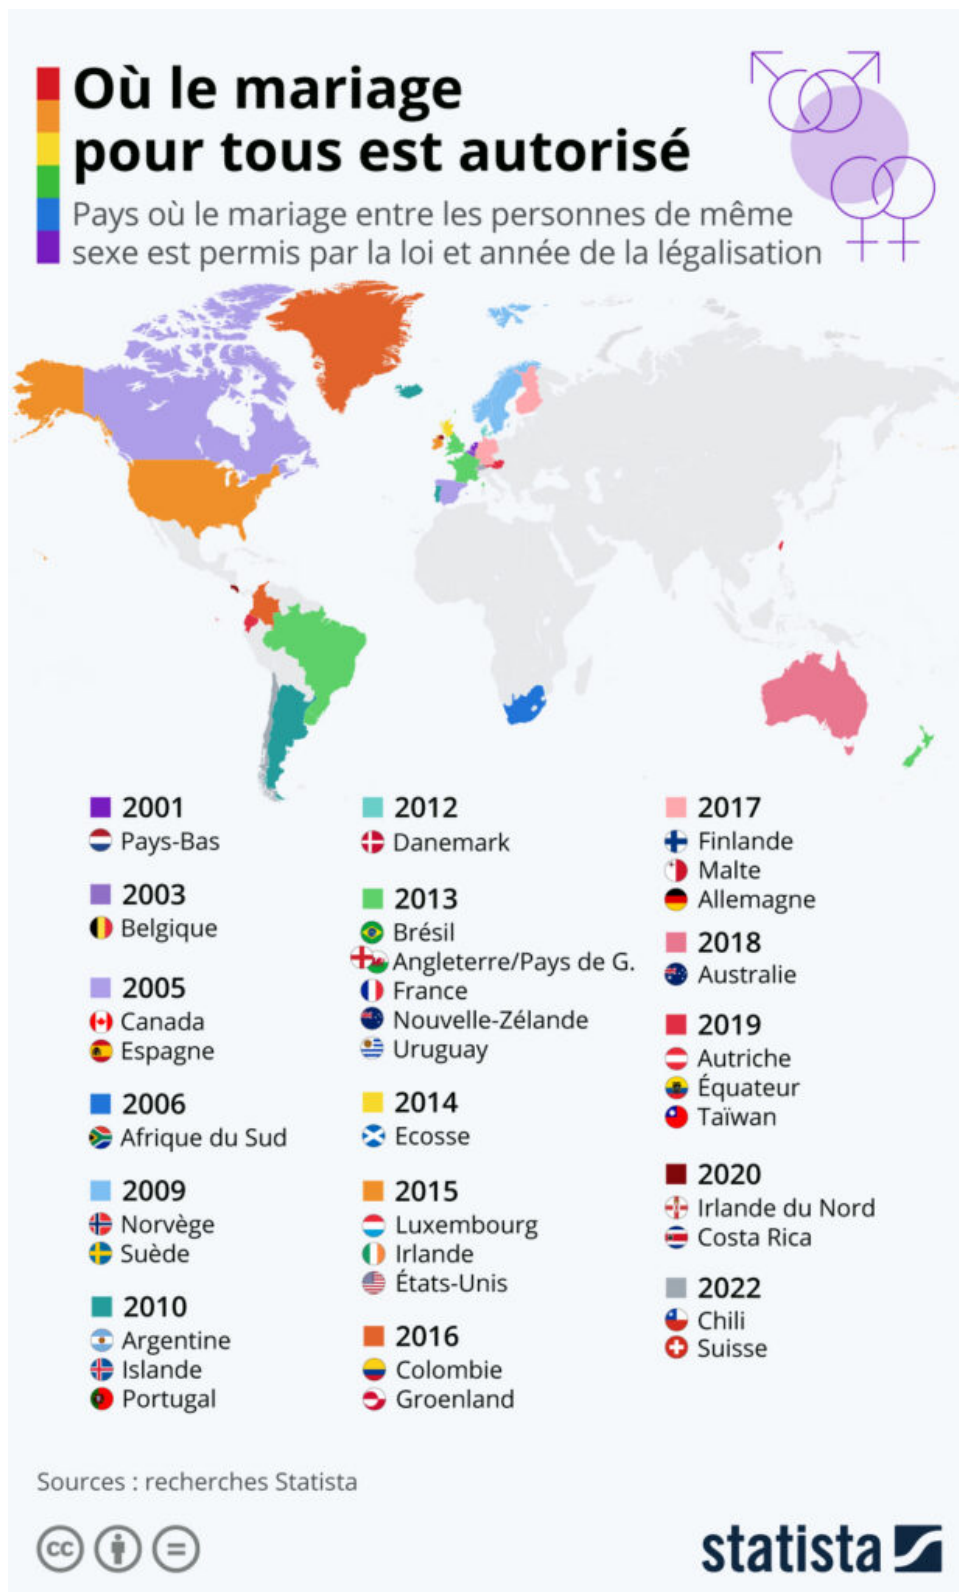 Où le mariage
pour tous est autorisé
Pays où le mariage entre les personnes de même
sexe est permis par la loi et année de la légalisation
2001
Pays-Bas
2003
Belgique
2005
Canada
Espagne
2006
Afrique du Sud
2009
Norvège
Suède
2010
Argentine
Islande
Portugal
2012
Danemark
2013
Brésil
Angleterre/Pays de G.
France
Nouvelle-Zélande
Uruguay
2014
Ecosse
2015
Luxembourg
Irlande
États-Unis
2016
Colombie
Groenland
2017
Finlande
Malte
Allemagne
2018
Australie
2019
Autriche
Équateur
Taïwan
2020
Irlande du Nord
Costa Rica
2022
Chili
Suisse
Sources : recherches Statista
cc
statista